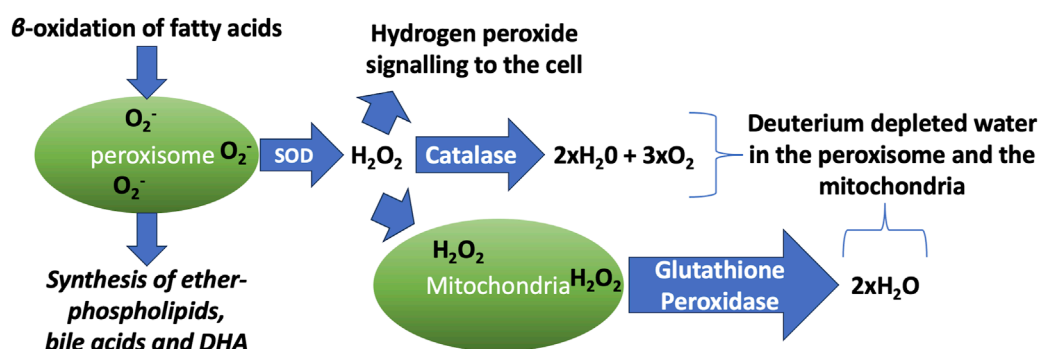 β-oxidation of fatty acids
O₂⁻
peroxisome O₂⁻
O₂⁻
Synthesis of ether-
phospholipids,
bile acids and DHA
SOD
Hydrogen peroxide
signalling to the cell
H₂O₂
Catalase
2xH₂0 + 3xO₂
Deuterium depleted water
in the peroxisome and the
mitochondria
H₂O₂
Mitochondria H₂O₂
Glutathione
Peroxidase
2xH₂O